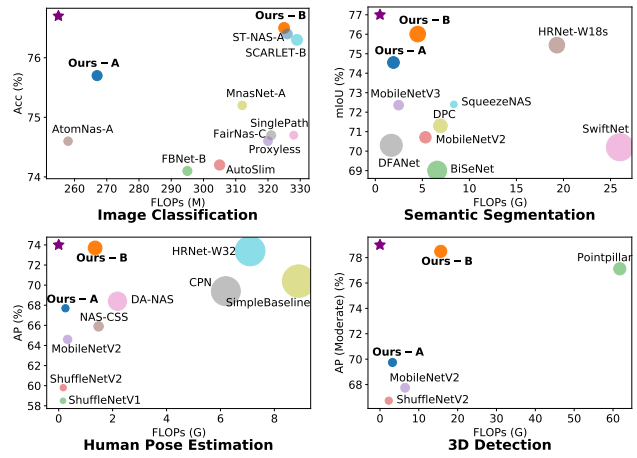 Ours − B
ST-NAS-A
SCARLET-B
Ours − A
MnasNet-A
SinglePath
FairNas-C
AtomNas-A
Proxyless
FBNet-B
AutoSlim
76
75
74
Acc (%)
260 270 280 290 300 310 320
FLOPs (M)
Image Classification
Ours − B
HRNet-W18s
Ours − A
MobileNetV3
SqueezeNAS
DPC
MobileNetV2
SwiftNet
DFANet
BiSeNet
77
76
75
74
73
72
71
70
69
mIoU (%)
0 5 10 15 20 25
FLOPs (G)
Semantic Segmentation
Ours − B
HRNet-W32
CPN
Ours − A
DA-NAS
SimpleBaseline
NAS-CSS
MobileNetV2
ShuffleNetV2
ShuffleNetV1
74
72
70
68
66
64
62
60
58
AP (%)
0 2 4 6 8
FLOPs (G)
Human Pose Estimation
Ours − B
Pointpillar
Ours − A
MobileNetV2
ShuffleNetV2
78
76
74
72
70
68
AP (Moderate) (%)
0 10 20 30 40 50 60
FLOPs (G)
3D Detection